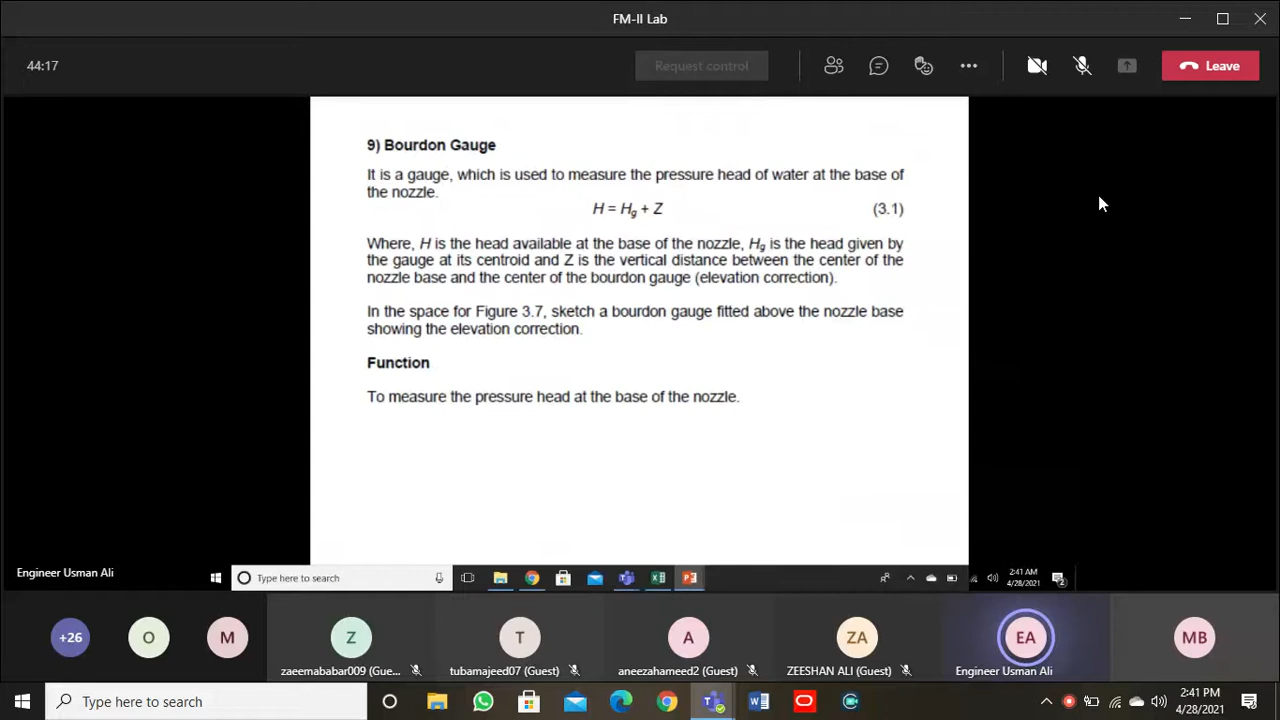 FM-II Lab
44:17
Request control
Leave
9) Bourdon Gauge
It is a gauge, which is used to measure the pressure head of water at the base of
the nozzle.
H = Hg + Z (3.1)
Where, H is the head available at the base of the nozzle, Hg is the head given by
the gauge at its centroid and Z is the vertical distance between the center of the
nozzle base and the center of the bourdon gauge (elevation correction).
In the space for Figure 3.7, sketch a bourdon gauge fitted above the nozzle base
showing the elevation correction.
Function
To measure the pressure head at the base of the nozzle.
Engineer Usman Ali
Type here to search
2:41 AM
4/28/2021
2
+26
O
M
Z
T
A
ZA
EA
MB
zaeemababar009 (Gue...
tubamajeed07 (Guest)
aneezahameed2 (Guest)
ZEESHAN ALI (Guest)
Engineer Usman Ali
Type here to search
2:41 PM
4/28/2021